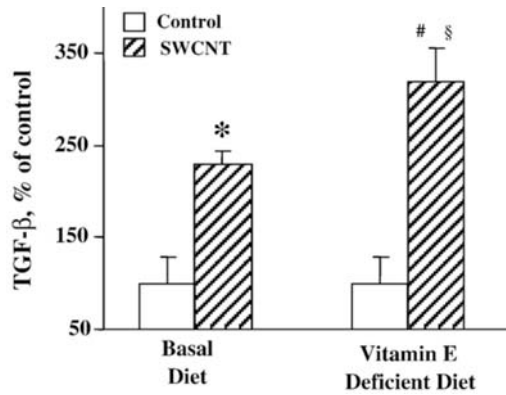 Control
SWCNT
TGF-β, % of control
350
250
150
50
*
# §
Basal
Diet
Vitamin E
Deficient Diet